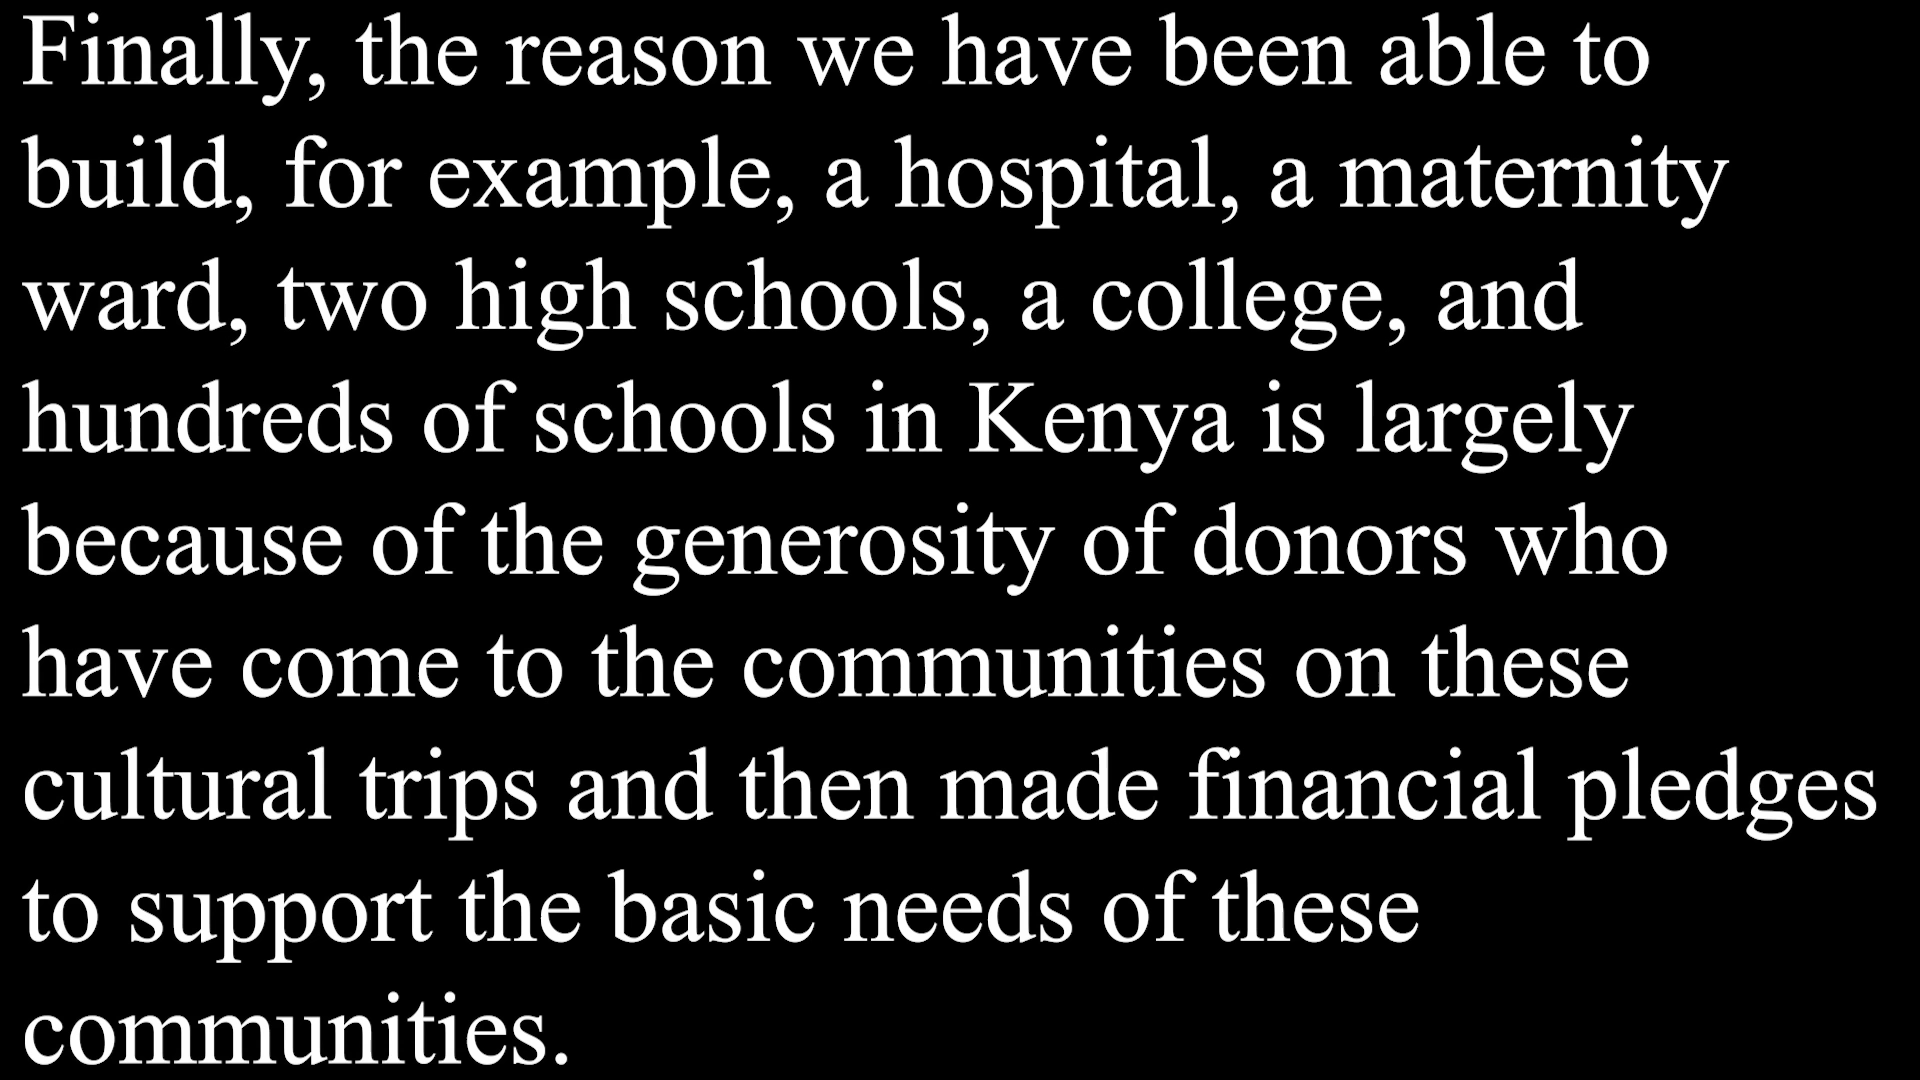 Finally, the reason we have been able to
build, for example, a hospital, a maternity
ward, two high schools, a college, and
hundreds of schools in Kenya is largely
because of the generosity of donors who
have come to the communities on these
cultural trips and then made financial pledges
to support the basic needs of these
communities.